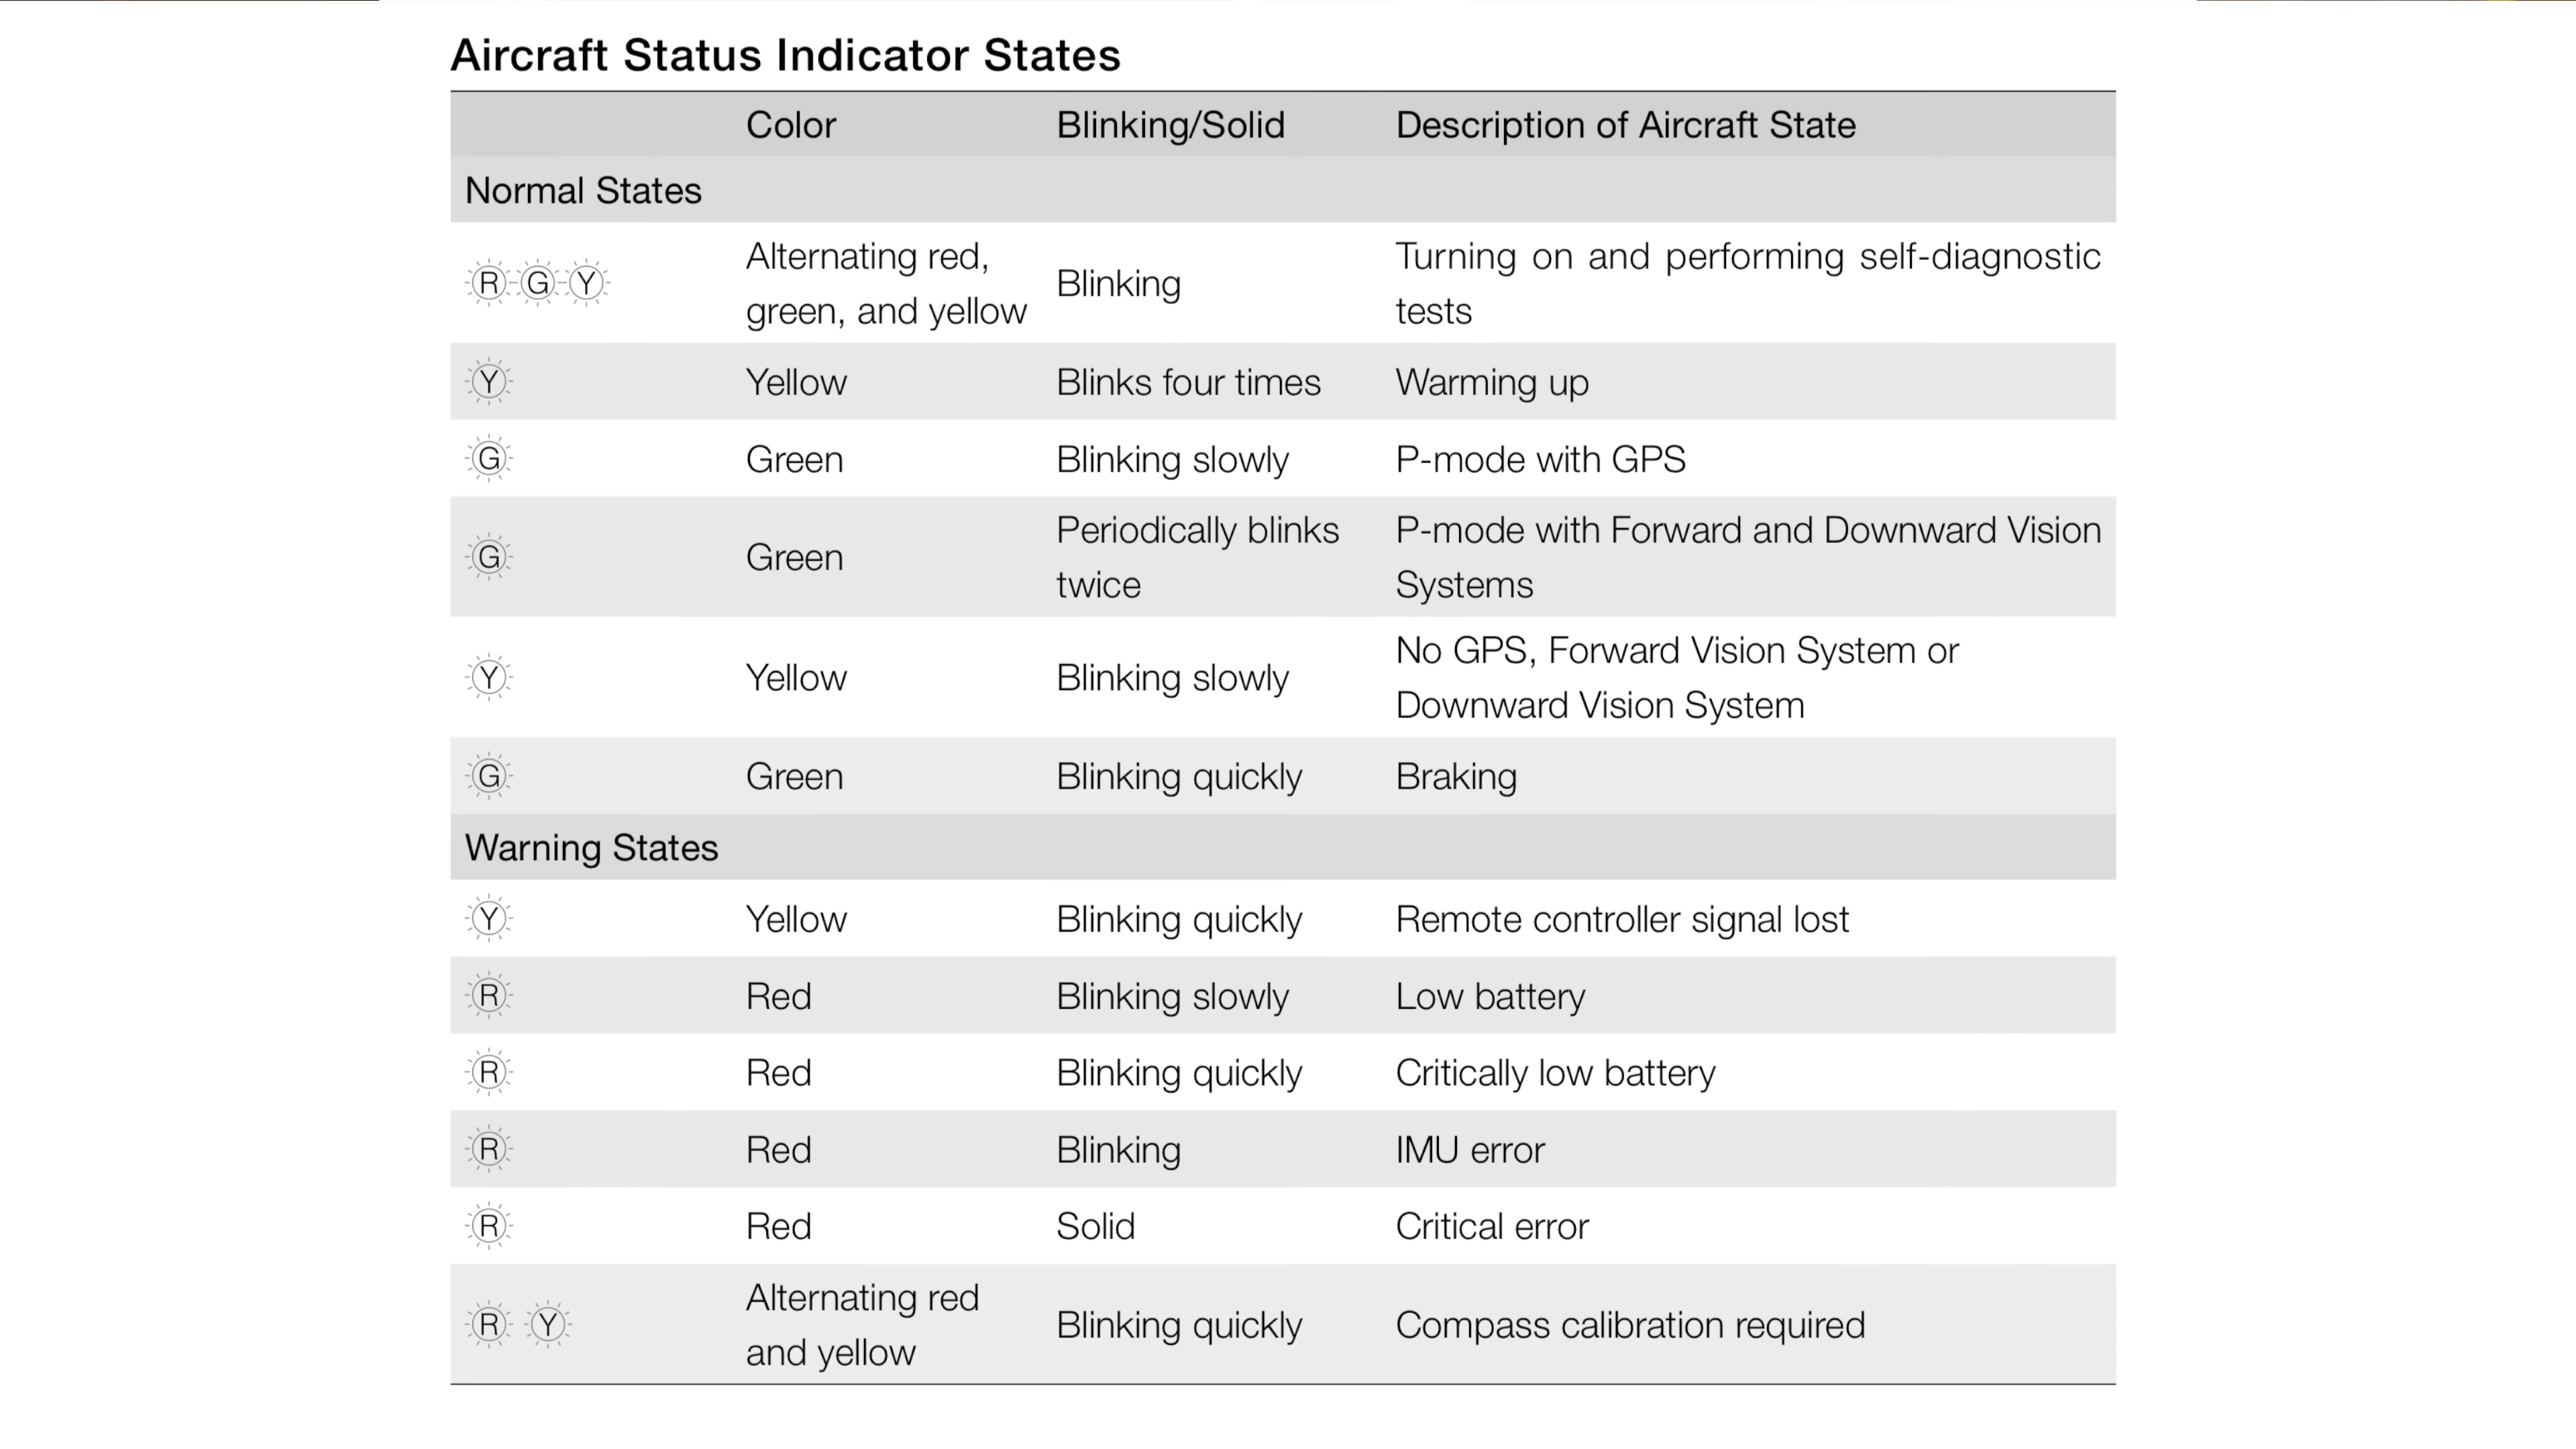 Aircraft Status Indicator States
Color Blinking/Solid Description of Aircraft State
Normal States
R G Y Alternating red, green, and yellow Blinking Turning on and performing self-diagnostic tests
Y Yellow Blinks four times Warming up
G Green Blinking slowly P-mode with GPS
G Green Periodically blinks twice P-mode with Forward and Downward Vision Systems
Y Yellow Blinking slowly No GPS, Forward Vision System or Downward Vision System
G Green Blinking quickly Braking
Warning States
Y Yellow Blinking quickly Remote controller signal lost
R Red Blinking slowly Low battery
R Red Blinking quickly Critically low battery
R Red Blinking IMU error
R Red Solid Critical error
R Y Alternating red and yellow Blinking quickly Compass calibration required